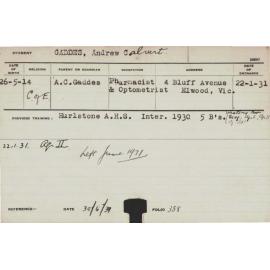 STUDENT GADDES, Andrew Calvert
DATE OF BIRTH RELIGION PARENT OR GUARDIAN OCCUPATION ADDRESS DATE OF ENTRANCE
26-5-14 A.C.Gaddes Pharmacist 4 Bluff Avenue 22-1-31
C of E & Optometrist Elwood, Vic.
PREVIOUS TRAINING: Hurlstone A.H.S. Inter. 1930 5 B's.
22.1.31. Ag. II
Left June 1931
REFERENCE:- DATE 30/6/31 FOLIO 358